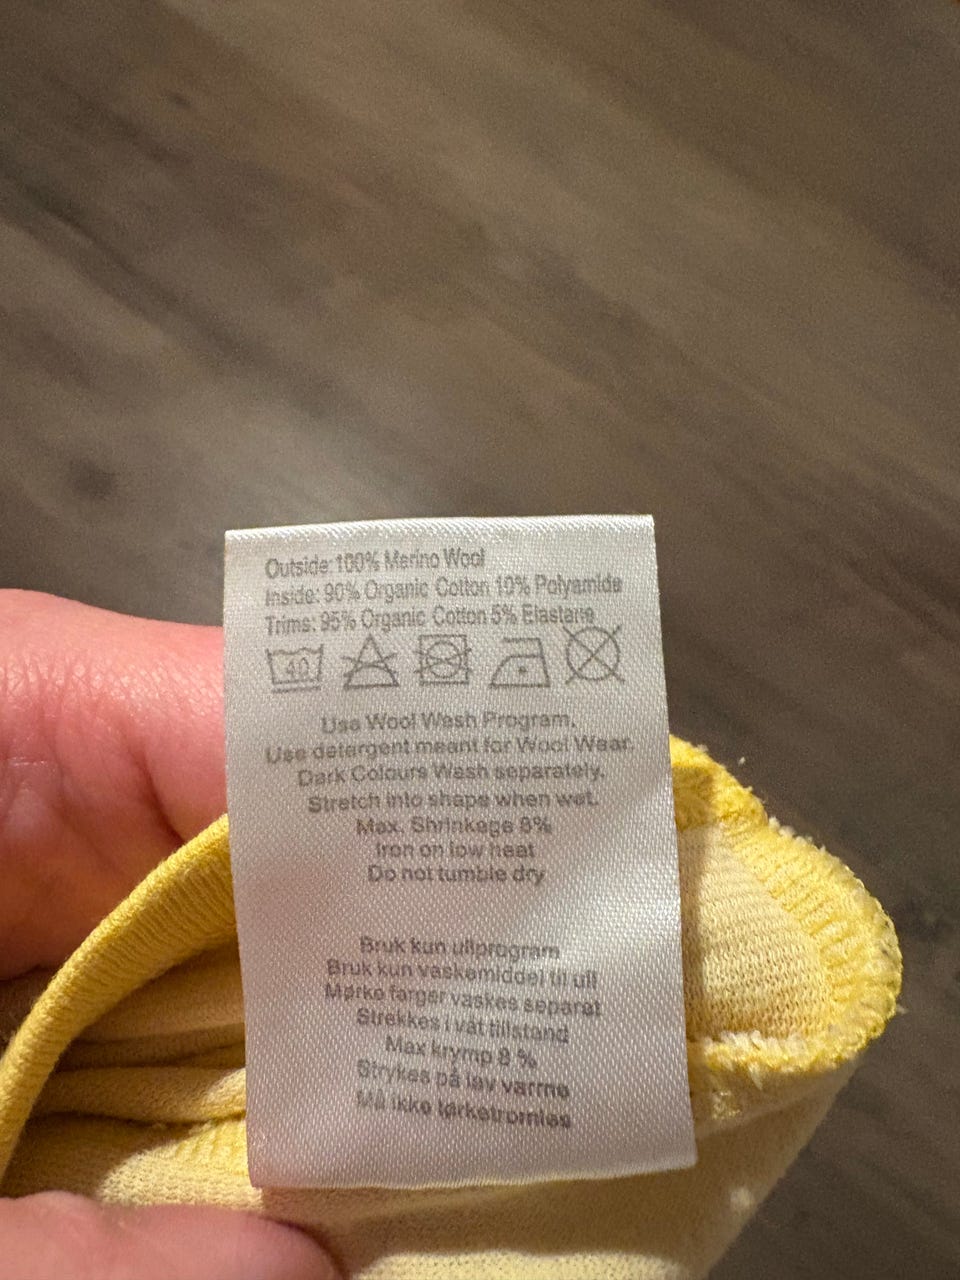 Outside: 100% Merino Wool
Inside: 90% Organic Cotton 10% Polyamide
Trims: 95% Organic Cotton 5% Elastane
40
Use Wool Wash Program.
Use detergent meant for Wool Wear.
Dark Colours Wash separately.
Stretch into shape when wet.
Max. Shrinkage 8%
Iron on low heat
Do not tumble dry
Bruk kun ullprogram
Bruk kun vaskemiddel til ull
Mørke farger vaskes separat
Strekkes i våt tillstand
Max krymp 8 %
Strykes på lav varme
Må ikke tørketromles